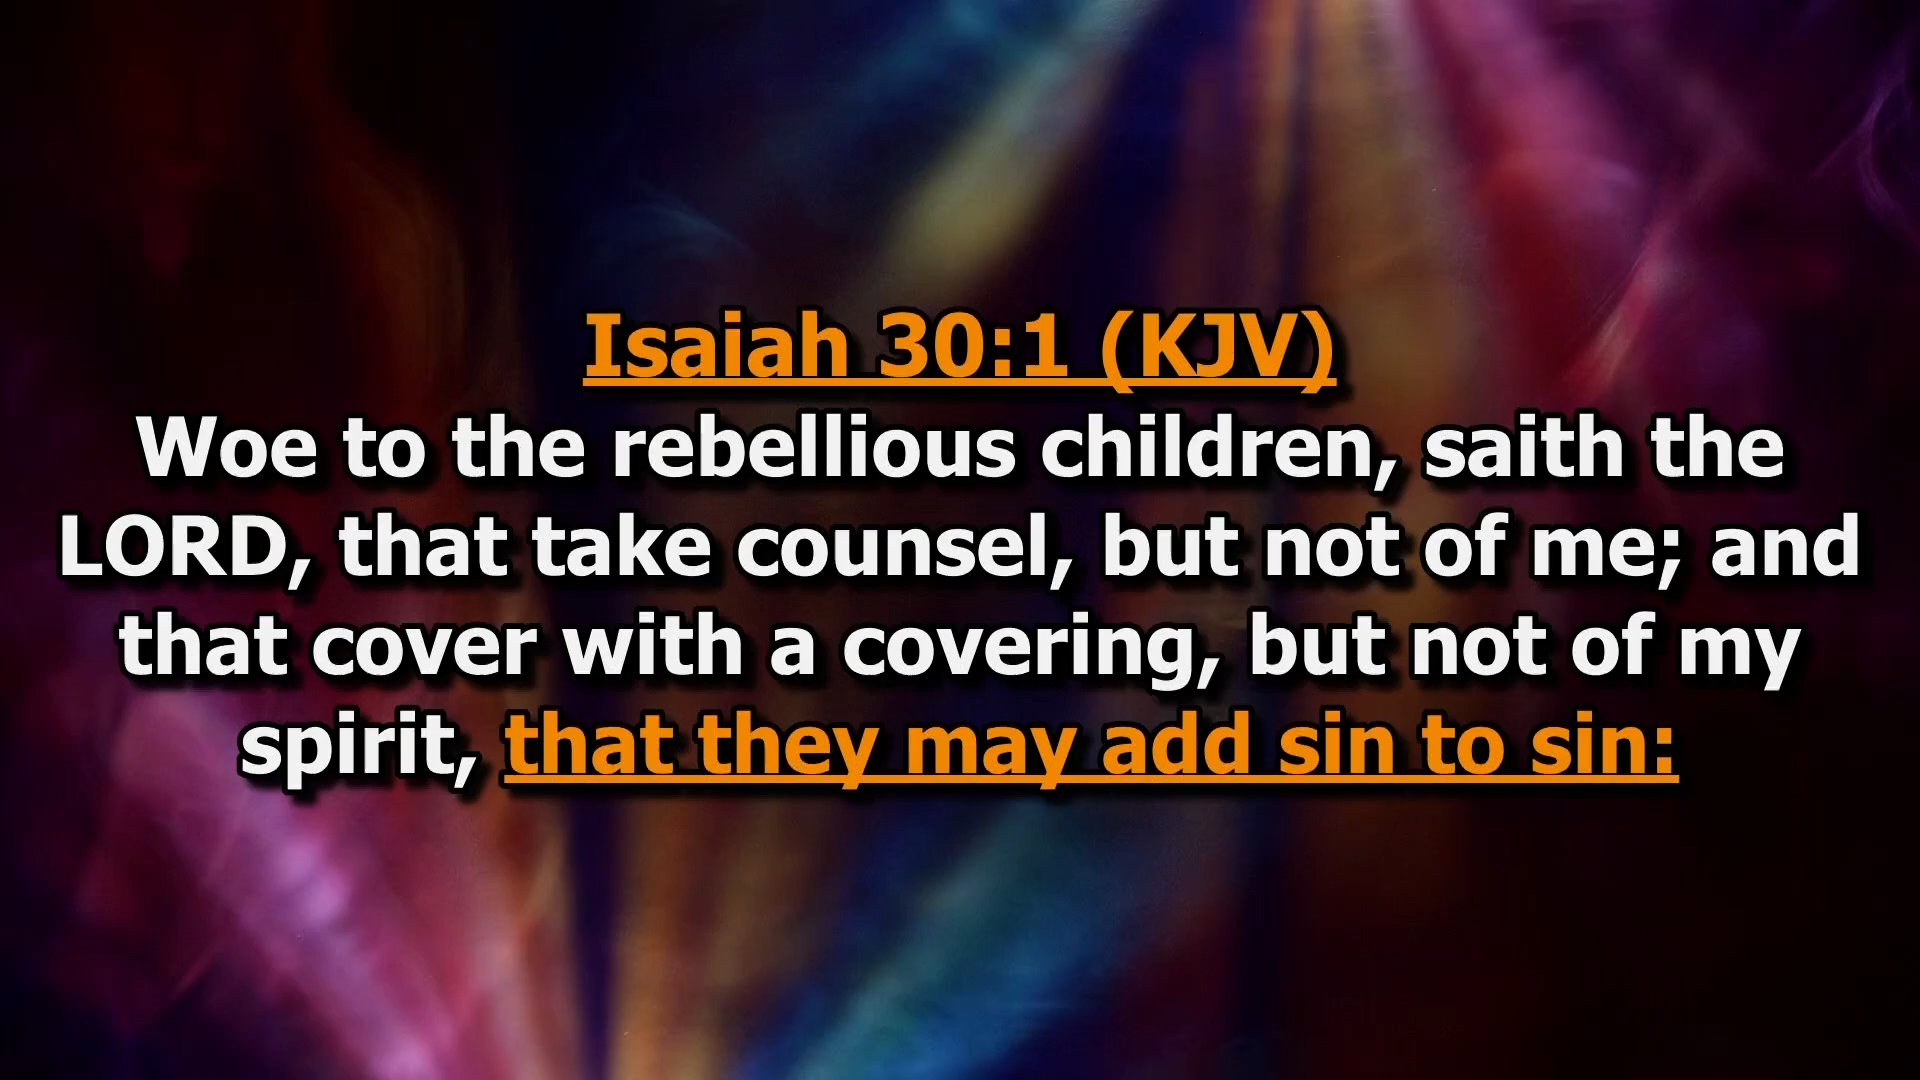 Isaiah 30:1 (KJV)
Woe to the rebellious children, saith the
LORD, that take counsel, but not of me; and
that cover with a covering, but not of my
spirit, that they may add sin to sin: